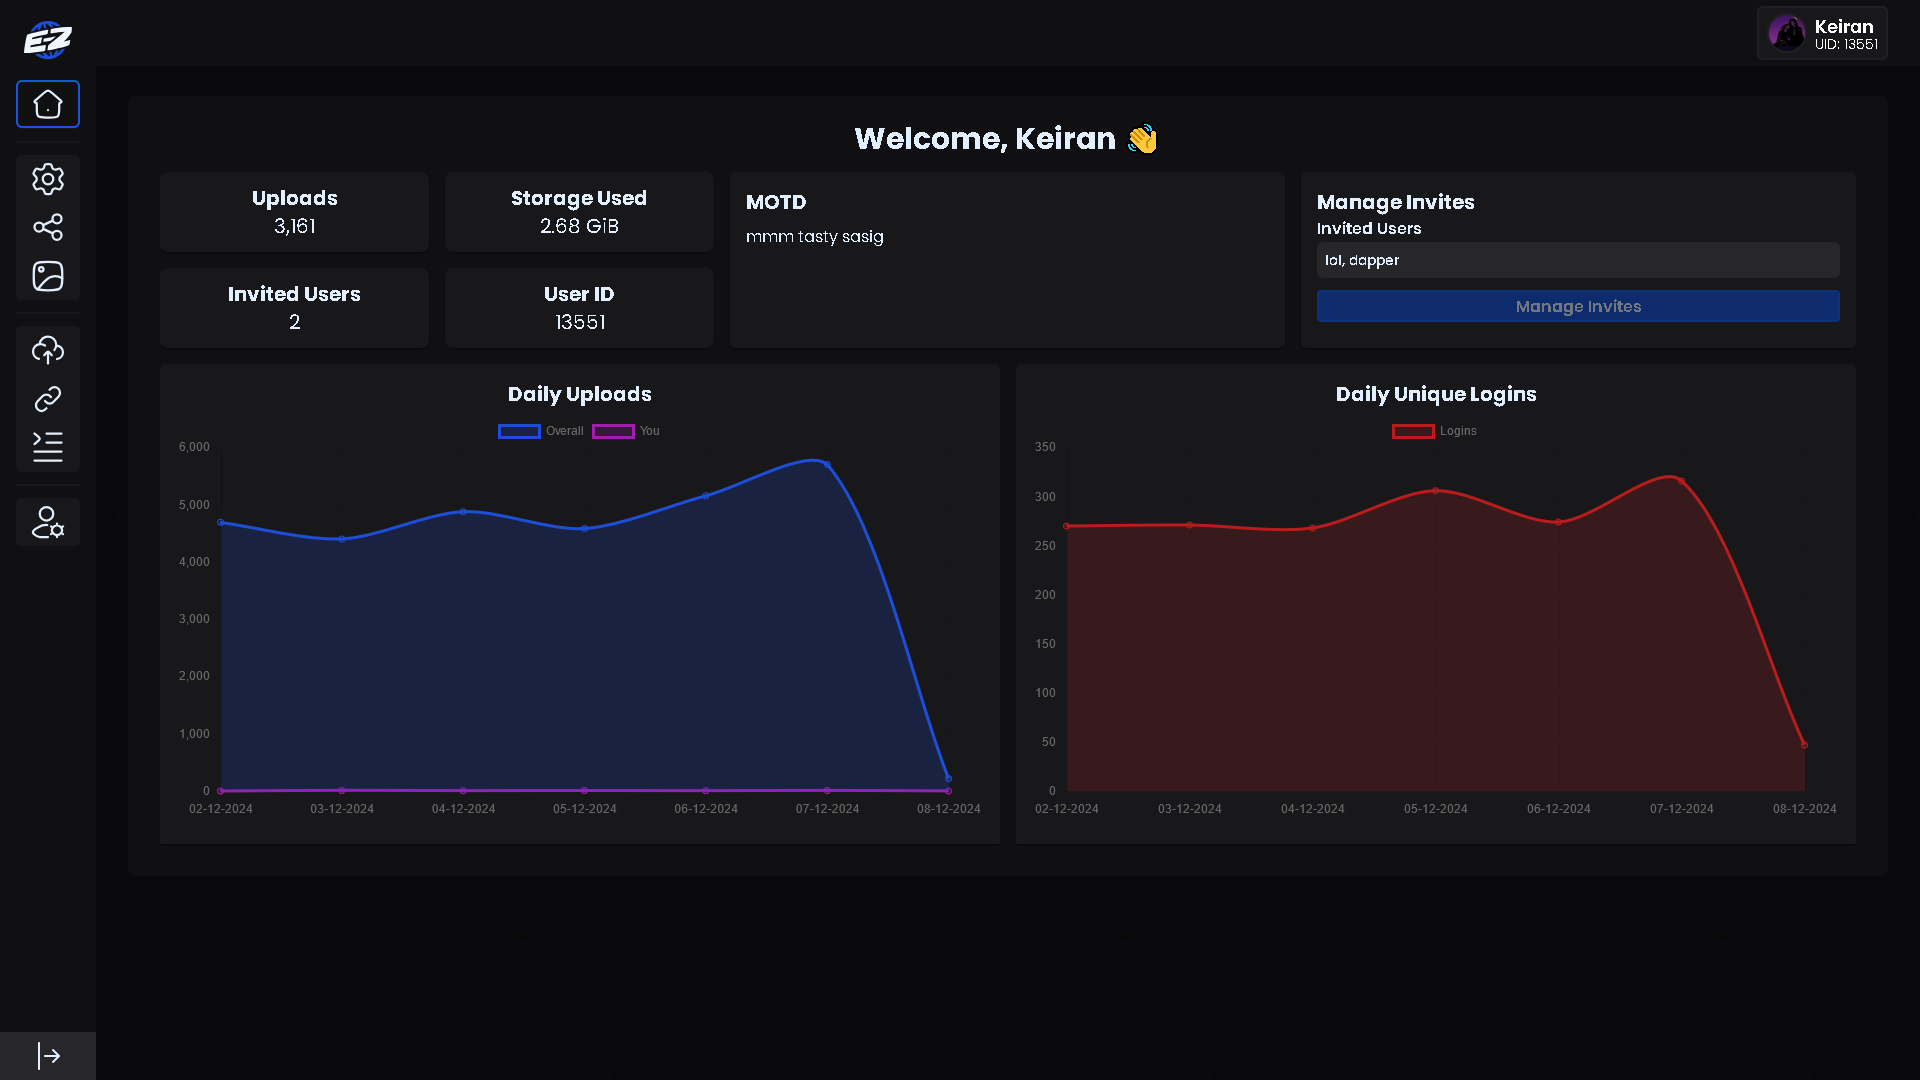 E-Z
Keiran
UID: 13551
Welcome, Keiran 👋
Uploads
3,161
Storage Used
2.68 GiB
Invited Users
2
User ID
13551
MOTD
mmm tasty sasig
Manage Invites
Invited Users
lol, dapper
Manage Invites
Daily Uploads
Overall You
6,000
5,000
4,000
3,000
2,000
1,000
0
02-12-2024 03-12-2024 04-12-2024 05-12-2024 06-12-2024 07-12-2024 08-12-2024
Daily Unique Logins
Logins
350
300
250
200
150
100
50
0
02-12-2024 03-12-2024 04-12-2024 05-12-2024 06-12-2024 07-12-2024 08-12-2024